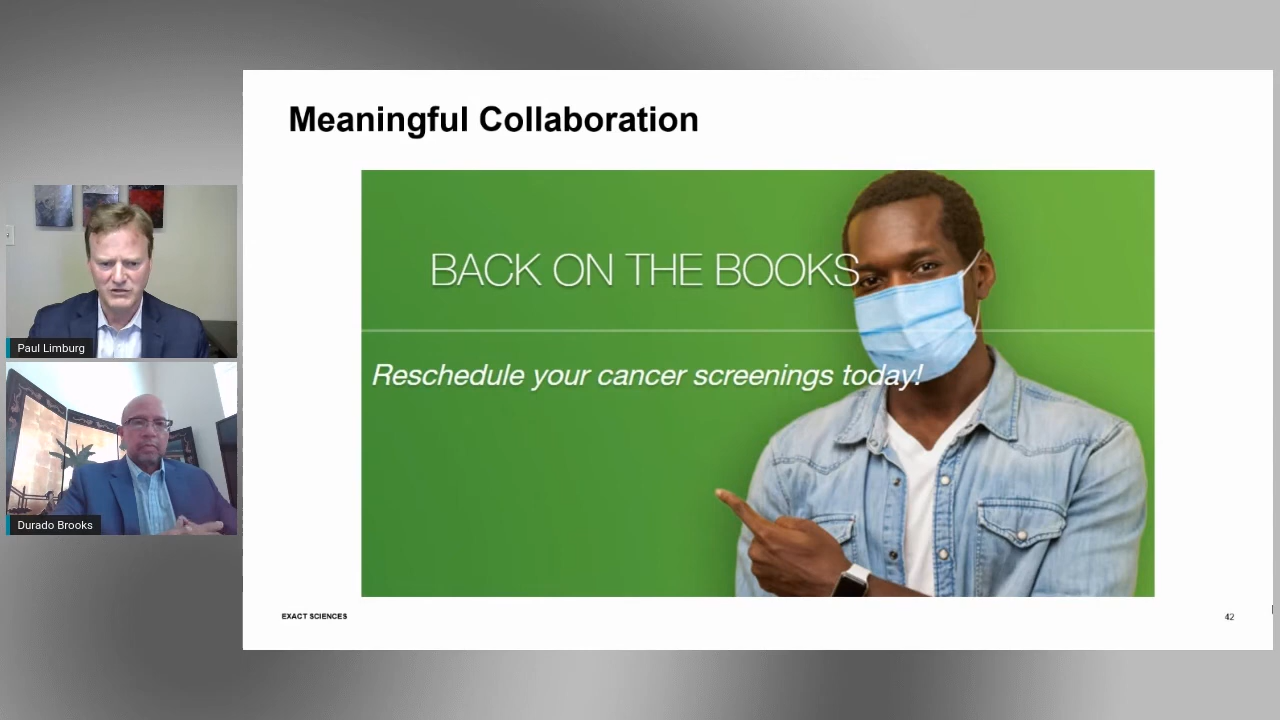 Meaningful Collaboration
BACK ON THE BOOKS
Reschedule your cancer screenings today!
Paul Limburg
Durado Brooks
EXACT SCIENCES
42